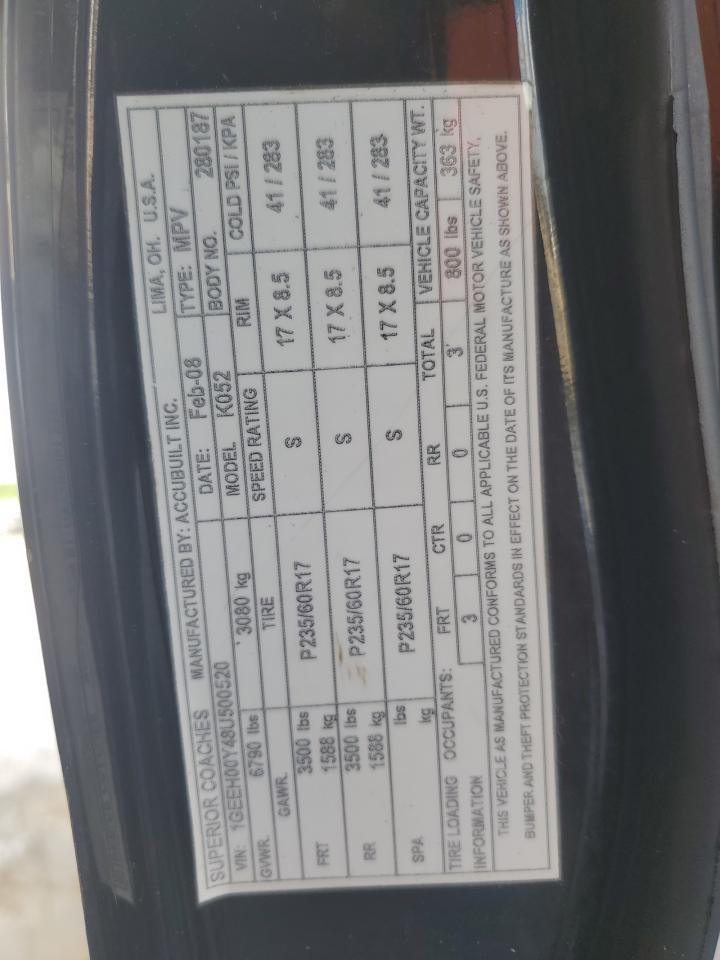 SUPERIOR COACHES MANUFACTURED BY: ACCUBUILT INC. LIMA, OH. U.S.A.
VIN: 1GEEH00Y48U500520 DATE: Feb-08 TYPE: MPV
GVWR. 6790 lbs 3080 kg MODEL K052 BODY NO. 280187
GAWR. TIRE SPEED RATING RIM COLD PSI / KPA
FRT 3500 lbs P235/60R17 S 17 X 8.5 41 / 283
1588 kg
RR 3500 lbs P235/60R17 S 17 X 8.5 41 / 283
1588 kg
SPA lbs P235/60R17 S 17 X 8.5 41 / 283
kg
TIRE LOADING OCCUPANTS: FRT CTR RR TOTAL VEHICLE CAPACITY WT.
INFORMATION 3 0 0 3 800 lbs 363 kg
THIS VEHICLE AS MANUFACTURED CONFORMS TO ALL APPLICABLE U.S. FEDERAL MOTOR VEHICLE SAFETY,
BUMPER AND THEFT PROTECTION STANDARDS IN EFFECT ON THE DATE OF ITS MANUFACTURE AS SHOWN ABOVE.